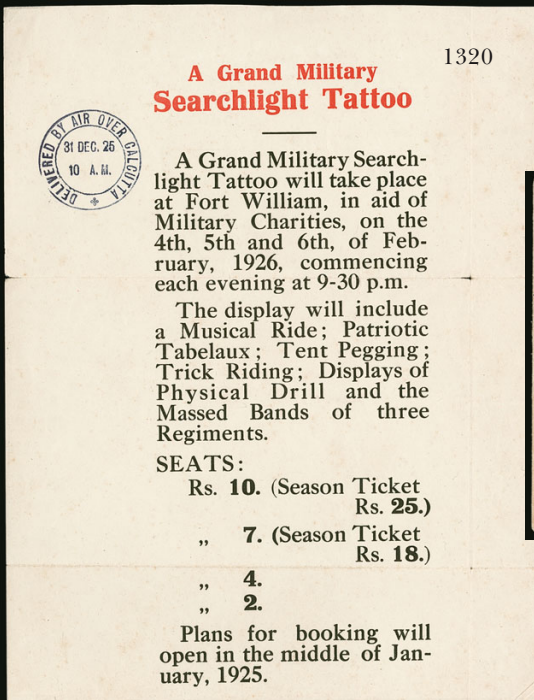 1320
A Grand Military
Searchlight Tattoo
DELIVERED BY AIR OVER CALCUTTA
31 DEC. 25
10 A.M.
A Grand Military Search-
light Tattoo will take place
at Fort William, in aid of
Military Charities, on the
4th, 5th and 6th, of Feb-
ruary, 1926, commencing
each evening at 9-30 p.m.
The display will include
a Musical Ride; Patriotic
Tabelaux; Tent Pegging;
Trick Riding; Displays of
Physical Drill and the
Massed Bands of three
Regiments.
SEATS:
Rs. 10. (Season Ticket
Rs. 25.)
„ 7. (Season Ticket
Rs. 18.)
„ 4.
„ 2.
Plans for booking will
open in the middle of Jan-
uary, 1925.